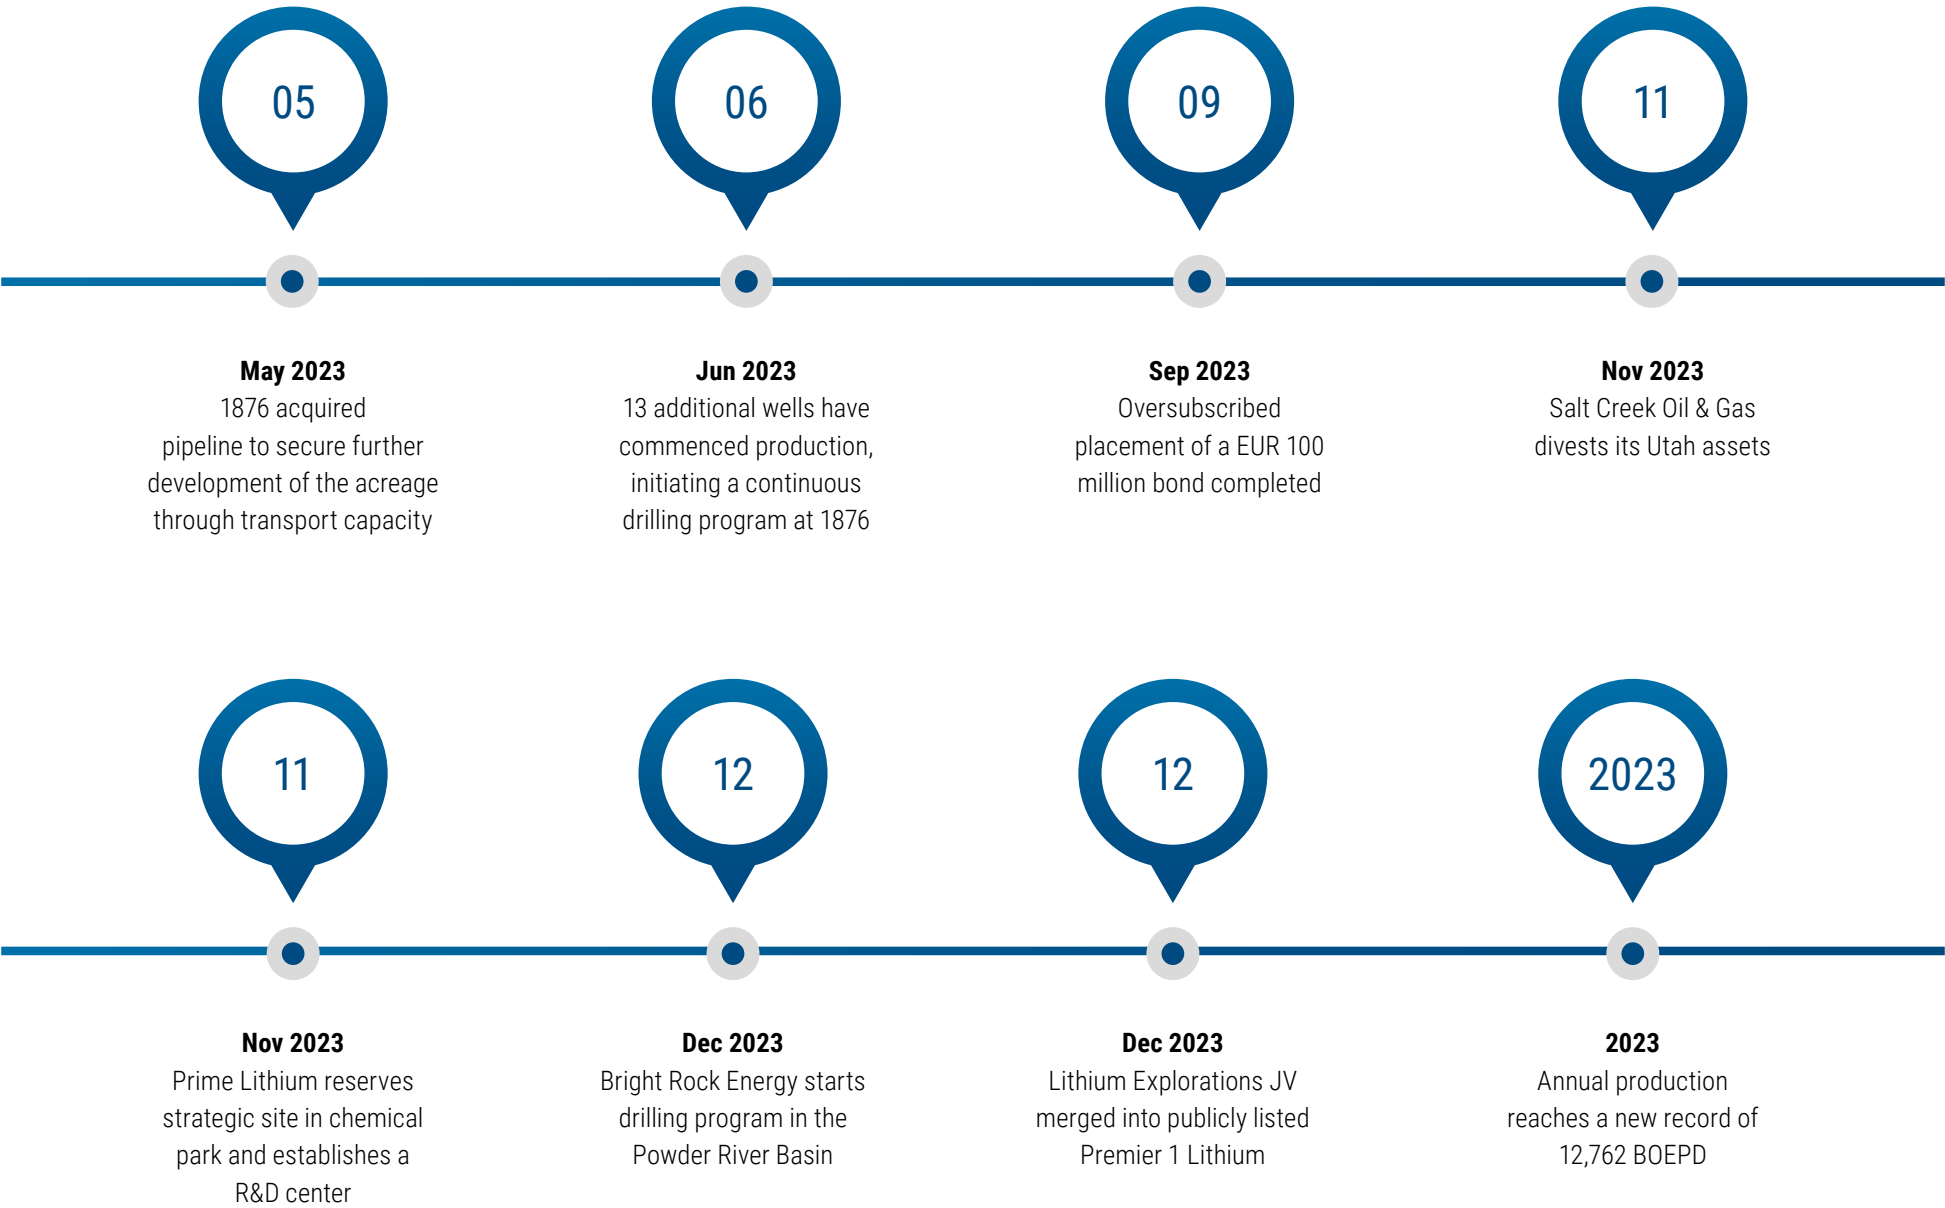 05
May 2023
1876 acquired
pipeline to secure further
development of the acreage
through transport capacity
06
Jun 2023
13 additional wells have
commenced production,
initiating a continuous
drilling program at 1876
09
Sep 2023
Oversubscribed
placement of a EUR 100
million bond completed
11
Nov 2023
Salt Creek Oil & Gas
divests its Utah assets
11
Nov 2023
Prime Lithium reserves
strategic site in chemical
park and establishes a
R&D center
12
Dec 2023
Bright Rock Energy starts
drilling program in the
Powder River Basin
12
Dec 2023
Lithium Explorations JV
merged into publicly listed
Premier 1 Lithium
2023
2023
Annual production
reaches a new record of
12,762 BOEPD